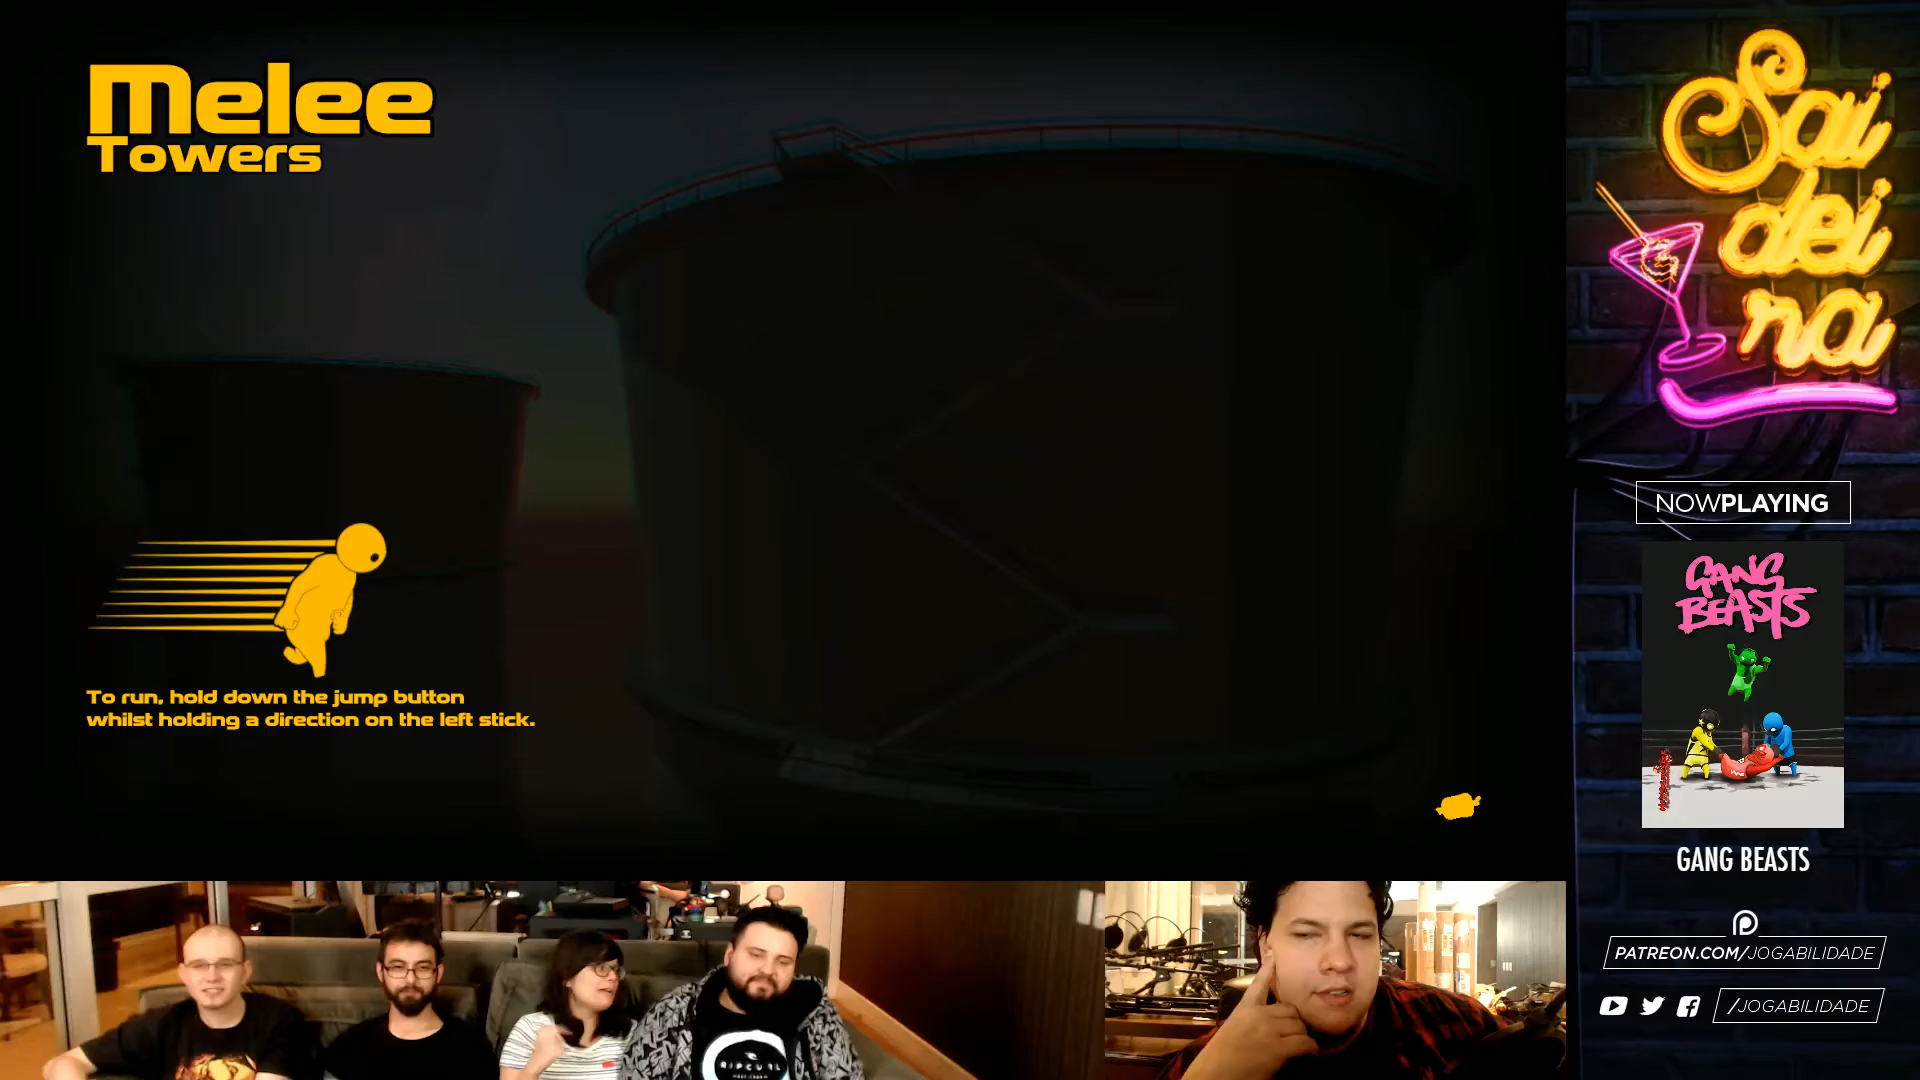 Melee
Towers
To run, hold down the jump button
whilst holding a direction on the left stick.
Sai
dei
ra
NOWPLAYING
GANG
BEASTS
GANG BEASTS
PATREON.COM/JOGABILIDADE
/JOGABILIDADE
RIPCURL